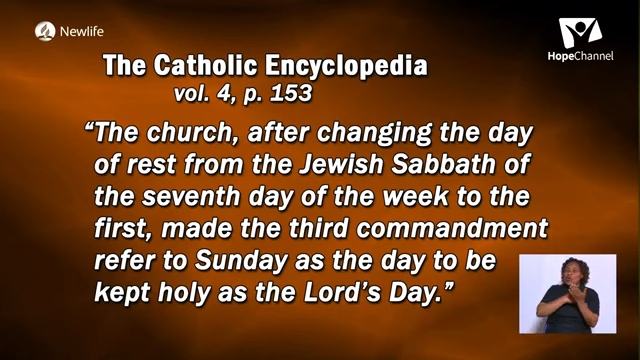 Newlife
HopeChannel
The Catholic Encyclopedia
vol. 4, p. 153
“The church, after changing the day
of rest from the Jewish Sabbath of
the seventh day of the week to the
first, made the third commandment
refer to Sunday as the day to be
kept holy as the Lord’s Day.”